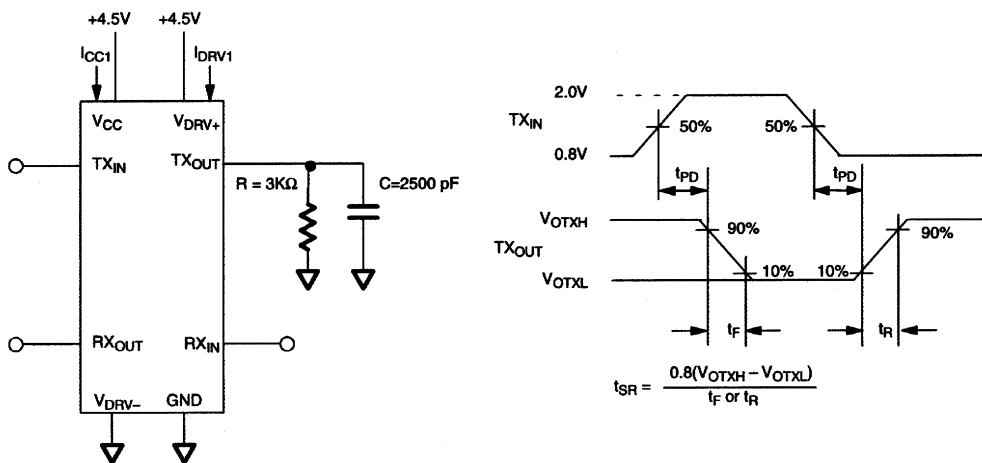 +4.5V +4.5V
I_CC1 I_DRV1
V_CC V_DRV+
TX_IN TX_OUT
R = 3KΩ C=2500 pF
RX_OUT RX_IN
V_DRV– GND
2.0V
TX_IN 50% 50%
0.8V
t_PD t_PD
V_OTXH 90% 90%
TX_OUT
V_OTXL 10% 10%
t_F t_R
t_SR = 0.8(V_OTXH – V_OTXL)
t_F or t_R